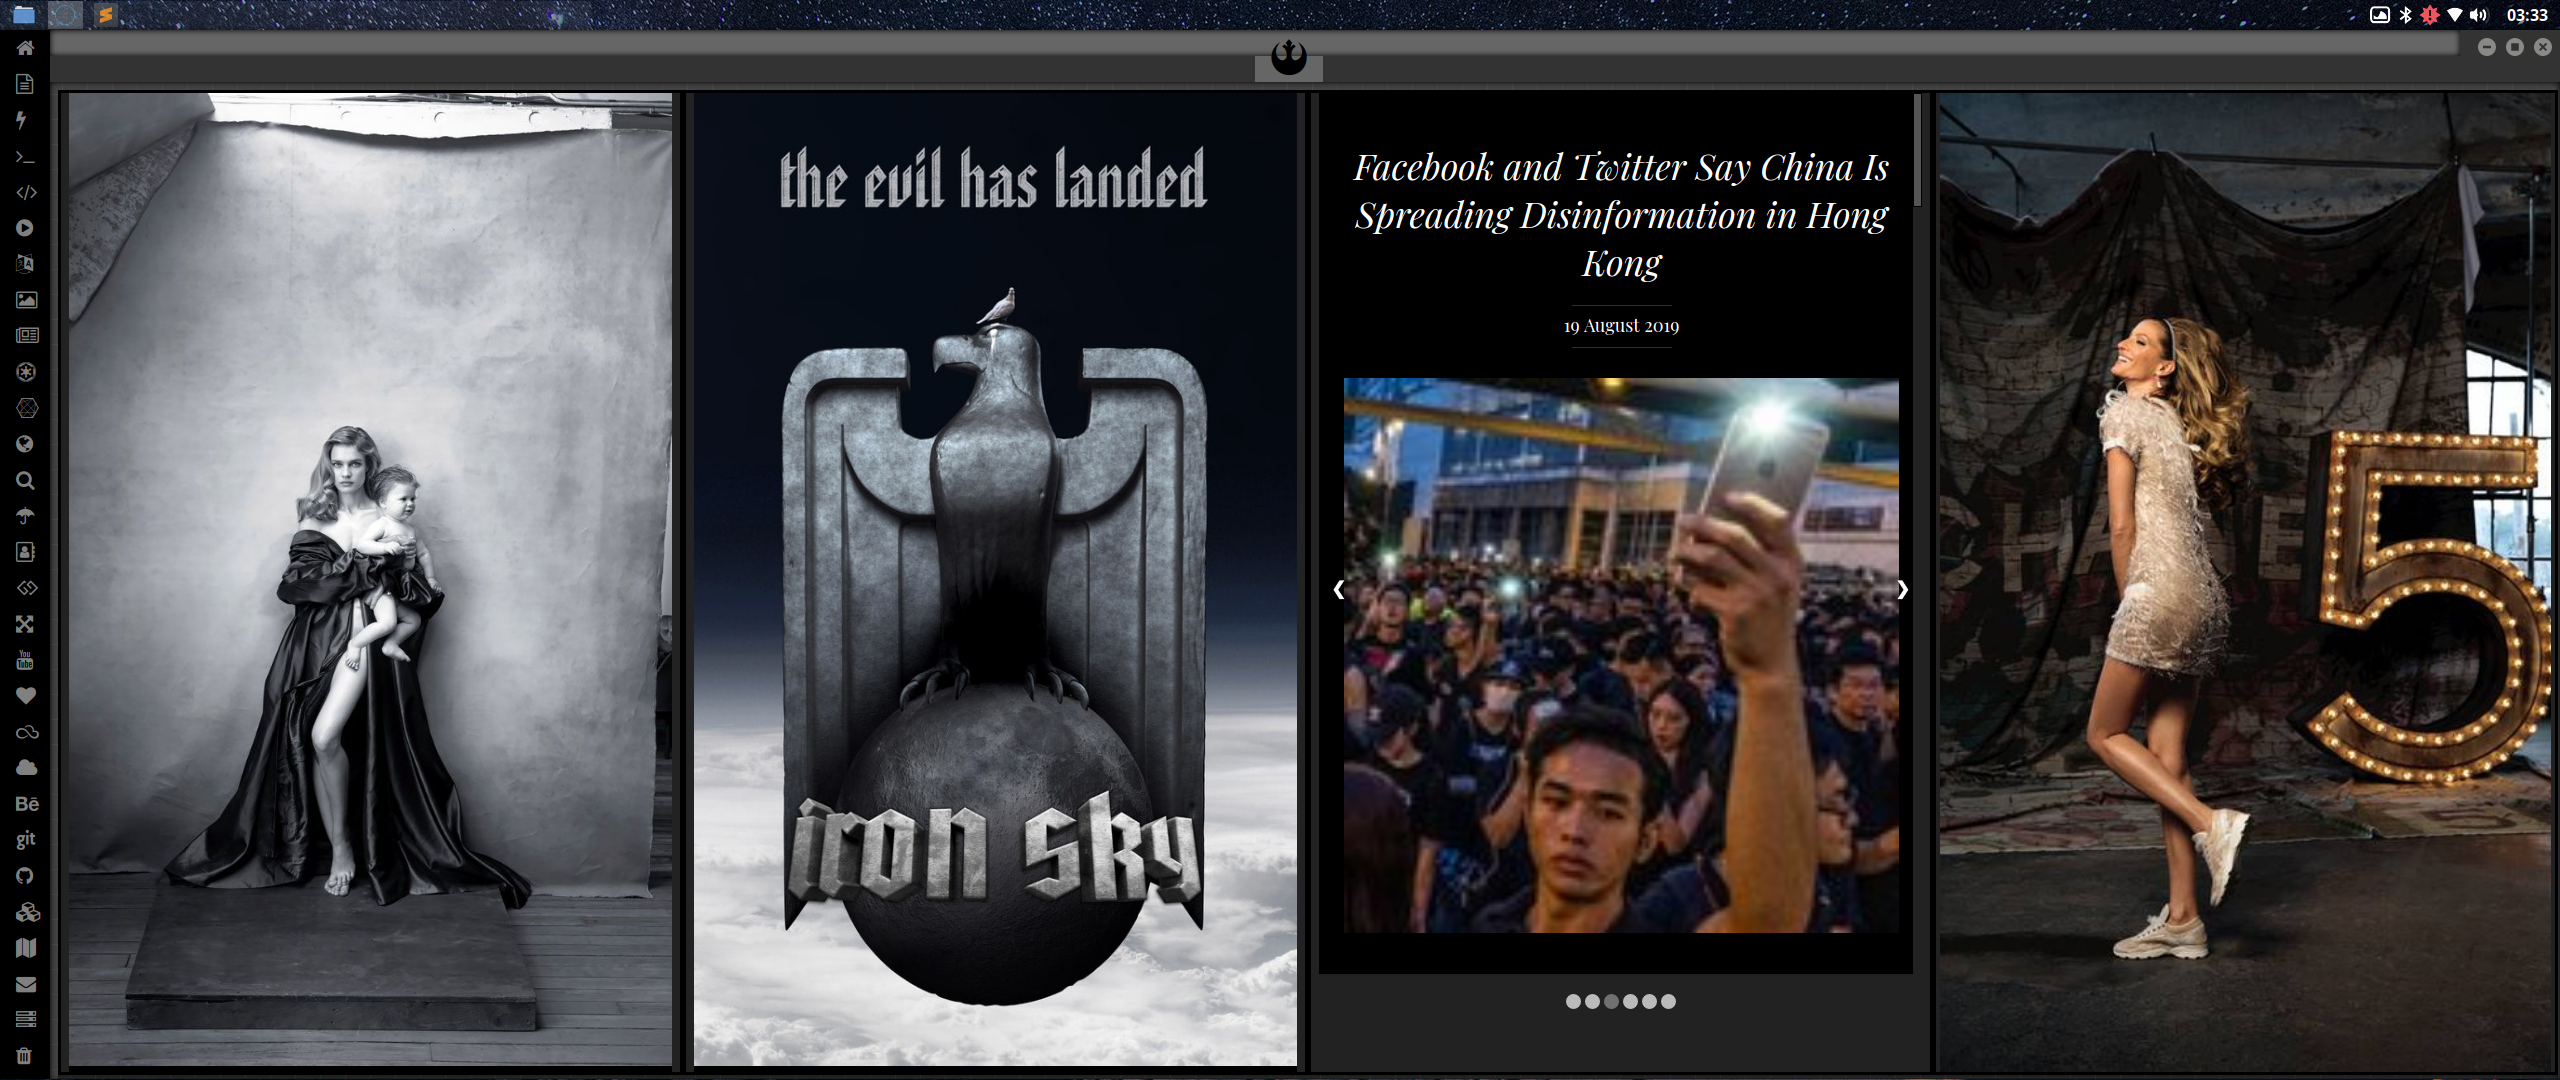 03:33
You
Tube
Bē
git
the evil has landed
iron sky
Facebook and Twitter Say China Is
Spreading Disinformation in Hong
Kong
19 August 2019
CHANEL
5